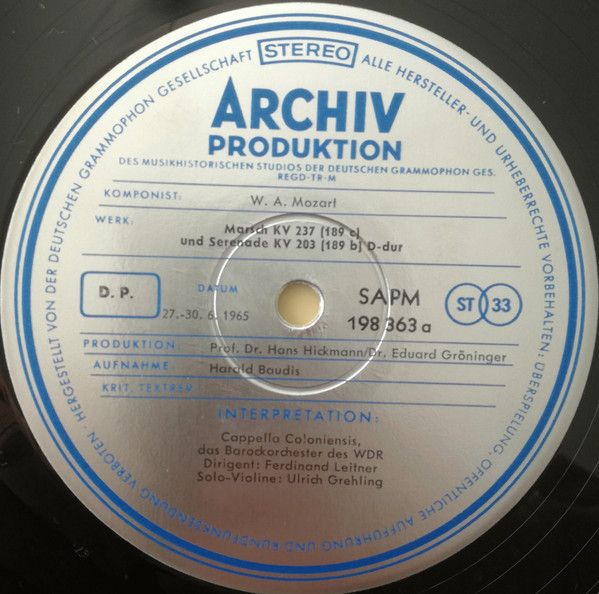 HERGESTELLT VON DER DEUTSCHEN GRAMMOPHON GESELLSCHAFT STEREO ALLE HERSTELLER- UND URHEBERRECHTE VORBEHALTEN: ÜBERSPIELUNG, ÖFFENTLICHE AUFFÜHRUNG UND RUNDFUNKSENDUNG VERBOTEN ·
ARCHIV
PRODUKTION
DES MUSIKHISTORISCHEN STUDIOS DER DEUTSCHEN GRAMMOPHON GES.
REGD-TR-M
KOMPONIST: W. A. Mozart
WERK: Marsch KV 237 [189 c]
und Serenade KV 203 [189 b] D-dur
D. P.
DATUM
27.-30. 6. 1965
SAPM
198 363 a
ST 33
PRODUKTION: Prof. Dr. Hans Hickmann/Dr. Eduard Gröninger
AUFNAHME: Harald Baudis
KRIT. TEXTREV.
INTERPRETATION:
Cappella Coloniensis,
das Barockorchester des WDR
Dirigent: Ferdinand Leitner
Solo-Violine: Ulrich Grehling